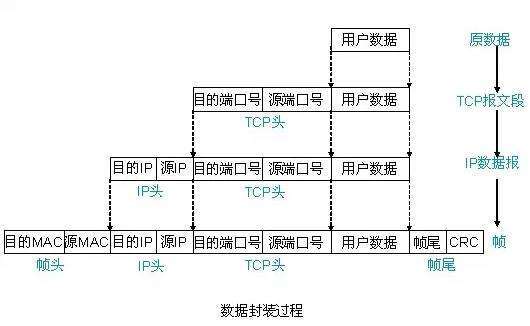 用户数据 原数据
目的端口号 源端口号 用户数据 TCP报文段
TCP头
目的IP 源IP 目的端口号 源端口号 用户数据 IP数据报
IP头 TCP头
目的MAC 源MAC 目的IP 源IP 目的端口号 源端口号 用户数据 帧尾 CRC 帧
帧头 IP头 TCP头 帧尾
数据封装过程